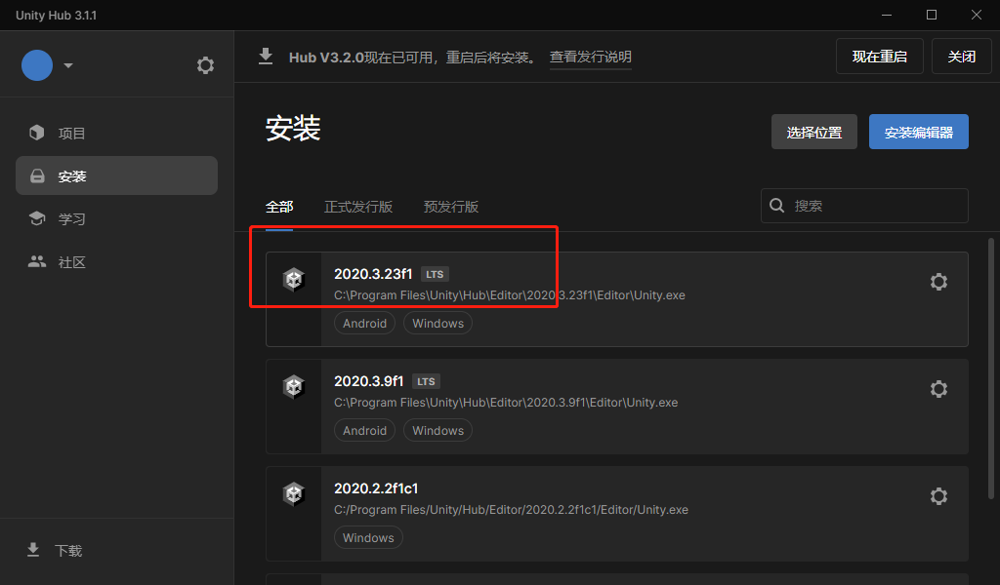 Unity Hub 3.1.1
Hub V3.2.0现在已可用，重启后将安装。 查看发行说明 现在重启 关闭
项目
安装
学习
社区
下载
安装
选择位置 安装编辑器
全部 正式发行版 预发行版 搜索
2020.3.23f1 LTS
C:\Program Files\Unity\Hub\Editor\2020.3.23f1\Editor\Unity.exe
Android Windows
2020.3.9f1 LTS
C:\Program Files\Unity\Hub\Editor\2020.3.9f1\Editor\Unity.exe
Android Windows
2020.2.2f1c1
C:/Program Files/Unity/Hub/Editor/2020.2.2f1c1/Editor/Unity.exe
Windows